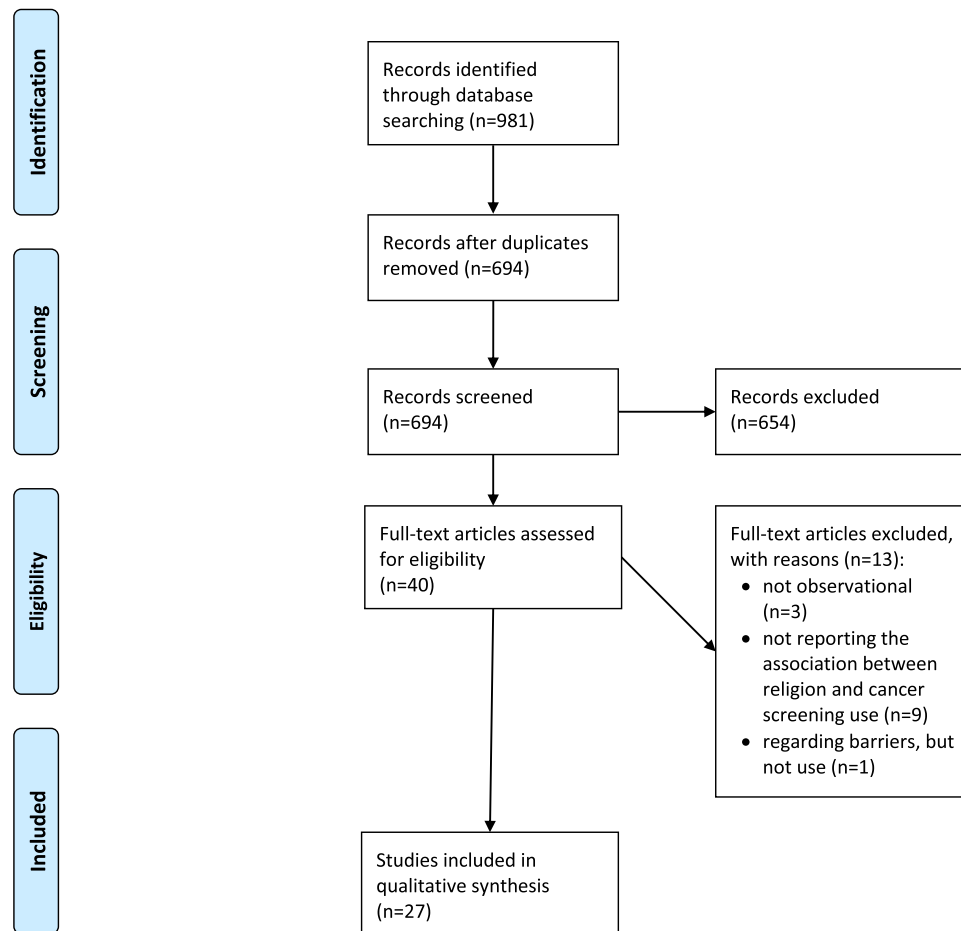 Identification
Records identified
through database
searching (n=981)
Records after duplicates
removed (n=694)
Screening
Records screened
(n=694)
Records excluded
(n=654)
Eligibility
Full-text articles assessed
for eligibility
(n=40)
Full-text articles excluded,
with reasons (n=13):
• not observational
(n=3)
• not reporting the
association between
religion and cancer
screening use (n=9)
• regarding barriers, but
not use (n=1)
Included
Studies included in
qualitative synthesis
(n=27)